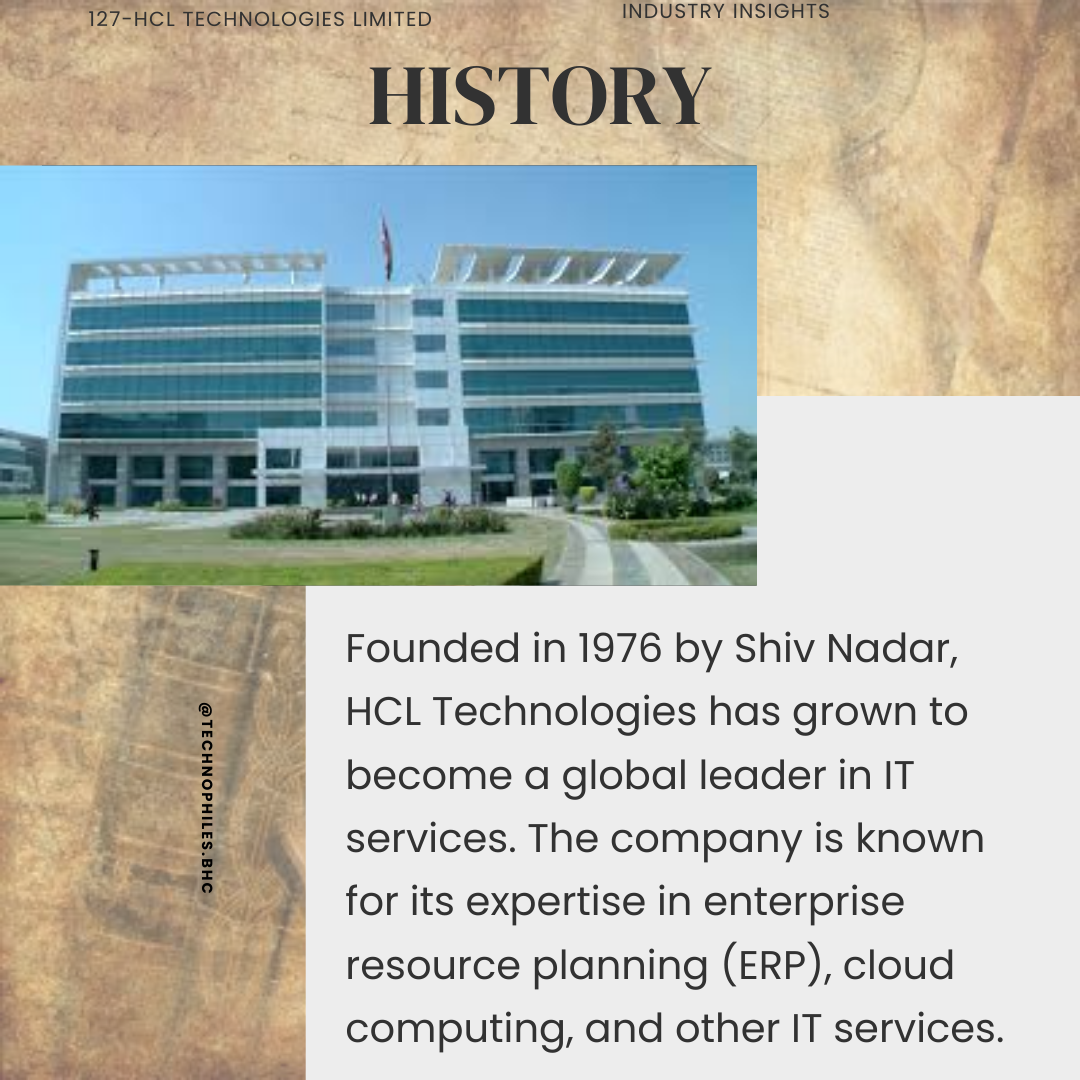 127-HCL TECHNOLOGIES LIMITED
INDUSTRY INSIGHTS
HISTORY
@TECHNOPHILES.BHC
Founded in 1976 by Shiv Nadar,
HCL Technologies has grown to
become a global leader in IT
services. The company is known
for its expertise in enterprise
resource planning (ERP), cloud
computing, and other IT services.